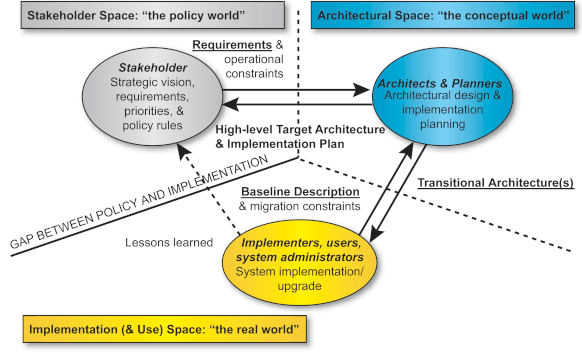 Stakeholder Space: “the policy world”
Architectural Space: “the conceptual world”
Requirements &
operational
constraints
Stakeholder
Strategic vision,
requirements,
priorities, &
policy rules
Architects & Planners
Architectural design &
implementation
planning
High-level Target Architecture
& Implementation Plan
GAP BETWEEN POLICY AND IMPLEMENTATION
Baseline Description
& migration constraints
Transitional Architecture(s)
Lessons learned
Implementers, users,
system administrators
System implementation/
upgrade
Implementation (& Use) Space: “the real world”